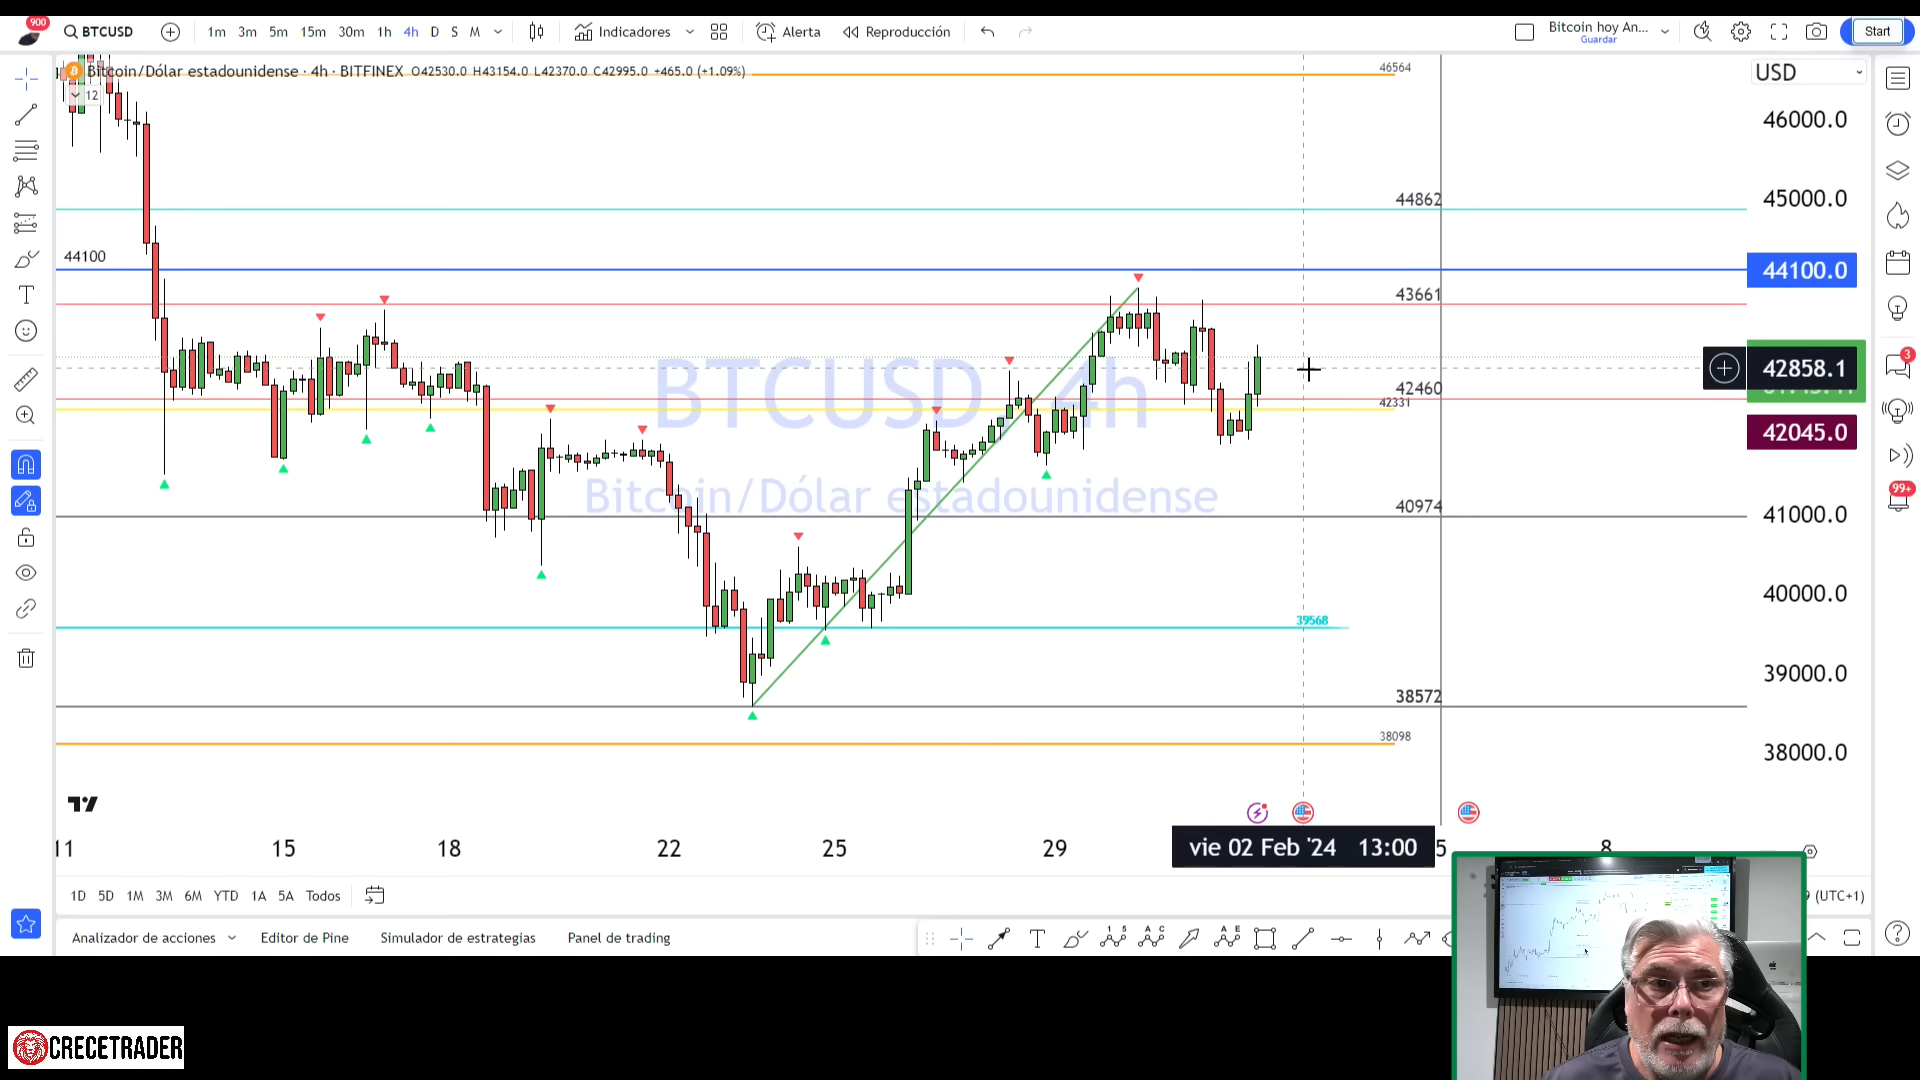 900
BTCUSD
1m 3m 5m 15m 30m 1h 4h D S M
Indicadores
Alerta
Reproducción
Bitcoin hoy An...
Guardar
Start
Bitcoin/Dólar estadounidense · 4h · BITFINEX O42530.0 H43154.0 L42370.0 C42995.0 +465.0 (+1.09%)
12
46564
USD
46000.0
44862
45000.0
44100
44100.0
43661
BTCUSD, 4h
42858.1
42460
42331
42045.0
Bitcoin/Dólar estadounidense
40974
41000.0
40000.0
39568
39000.0
38572
38098
38000.0
3
99+
11 15 18 22 25 29 vie 02 Feb '24 13:00 5 8
1D 5D 1M 3M 6M YTD 1A 5A Todos
(UTC+1)
Analizador de acciones
Editor de Pine
Simulador de estrategias
Panel de trading
CRECETRADER